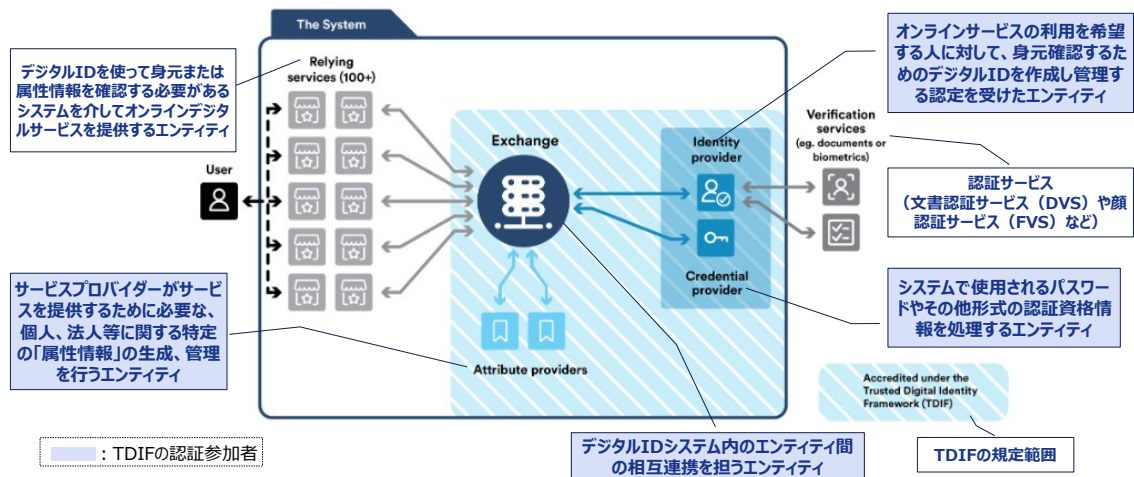 The System
デジタルIDを使って身元または
属性情報を確認する必要がある
システムを介してオンラインデジタ
ルサービスを提供するエンティティ
Relying
services (100+)
オンラインサービスの利用を希望
する人に対して、身元確認するた
めのデジタルIDを作成し管理す
る認定を受けたエンティティ
User
Exchange
Identity
provider
Verification
services
(eg. documents or
biometrics)
認証サービス
（文書認証サービス（DVS）や顔
認証サービス（FVS）など）
Credential
provider
サービスプロバイダーがサービ
スを提供するために必要な、
個人、法人等に関する特定
の「属性情報」の生成、管理
を行うエンティティ
システムで使用されるパスワー
ドやその他形式の認証資格情
報を処理するエンティティ
Attribute providers
Accredited under the
Trusted Digital Identity
Framework (TDIF)
：TDIFの認証参加者
デジタルIDシステム内のエンティティ間
の相互連携を担うエンティティ
TDIFの規定範囲